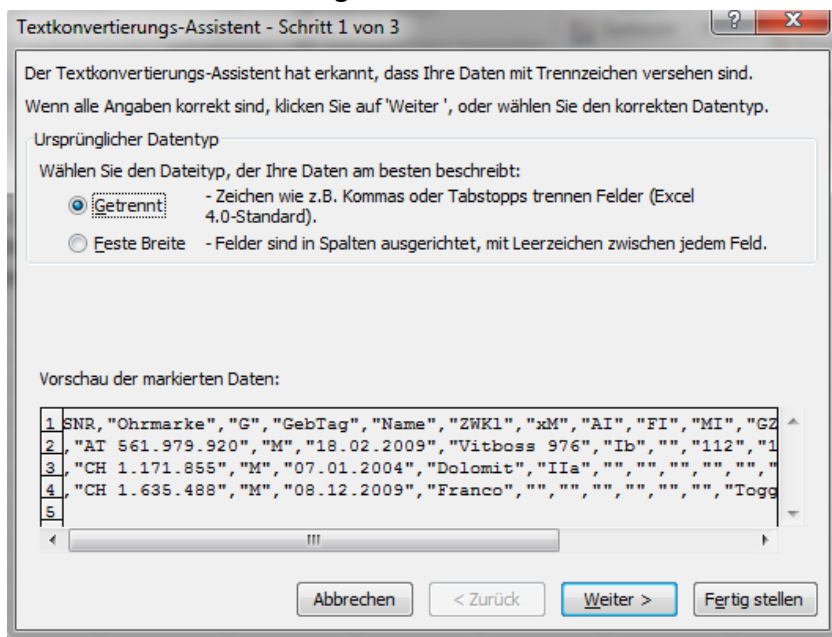 Textkonvertierungs-Assistent - Schritt 1 von 3
Der Textkonvertierungs-Assistent hat erkannt, dass Ihre Daten mit Trennzeichen versehen sind.
Wenn alle Angaben korrekt sind, klicken Sie auf 'Weiter ', oder wählen Sie den korrekten Datentyp.
Ursprünglicher Datentyp
Wählen Sie den Dateityp, der Ihre Daten am besten beschreibt:
Getrennt - Zeichen wie z.B. Kommas oder Tabstopps trennen Felder (Excel
4.0-Standard).
Feste Breite - Felder sind in Spalten ausgerichtet, mit Leerzeichen zwischen jedem Feld.
Vorschau der markierten Daten:
1 SNR,"Ohrmarke","G","GebTag","Name","ZWKl","xM","AI","FI","MI","GZ
2 ,"AT 561.979.920","M","18.02.2009","Vitboss 976","Ib","","112","1
3 ,"CH 1.171.855","M","07.01.2004","Dolomit","IIa","","","","","","
4 ,"CH 1.635.488","M","08.12.2009","Franco","","","","","","","Togg
5
Abbrechen < Zurück Weiter > Fertig stellen